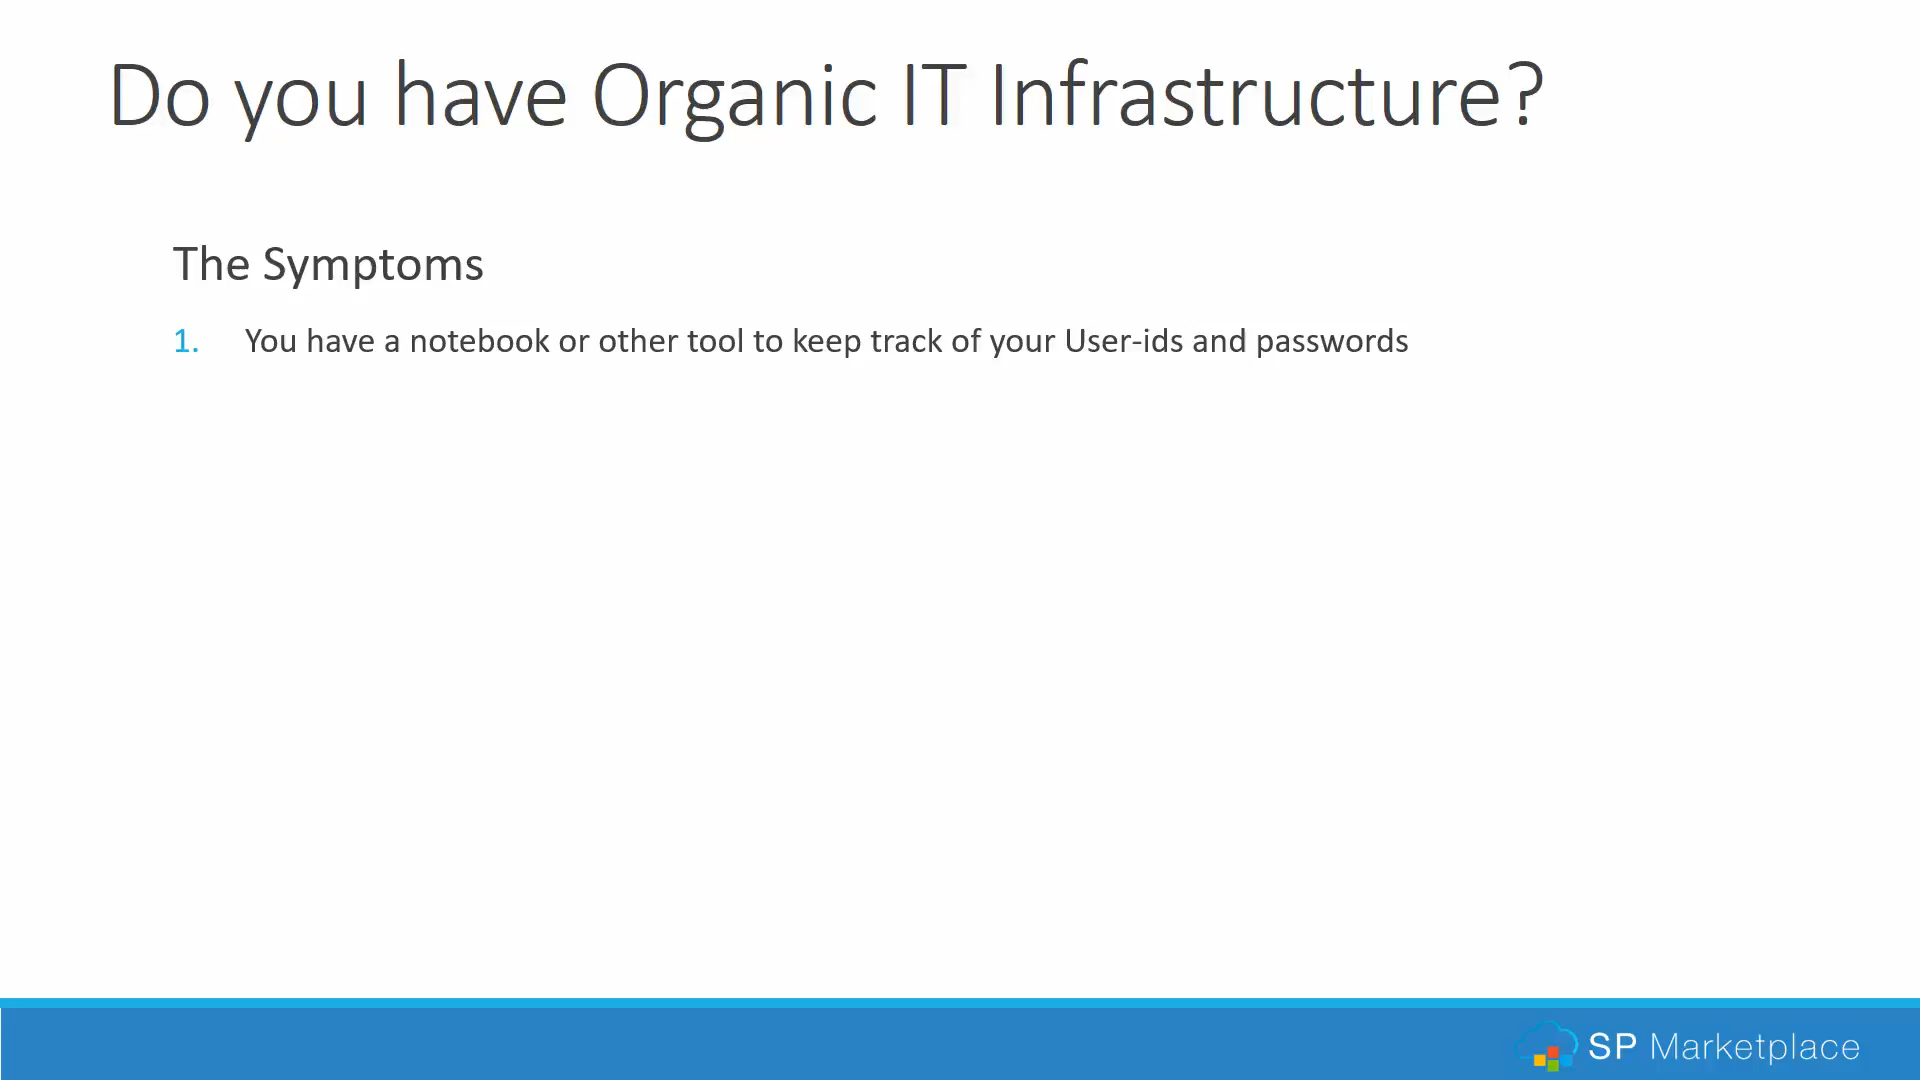 Do you have Organic IT Infrastructure?
The Symptoms
1. You have a notebook or other tool to keep track of your User-ids and passwords
SP Marketplace